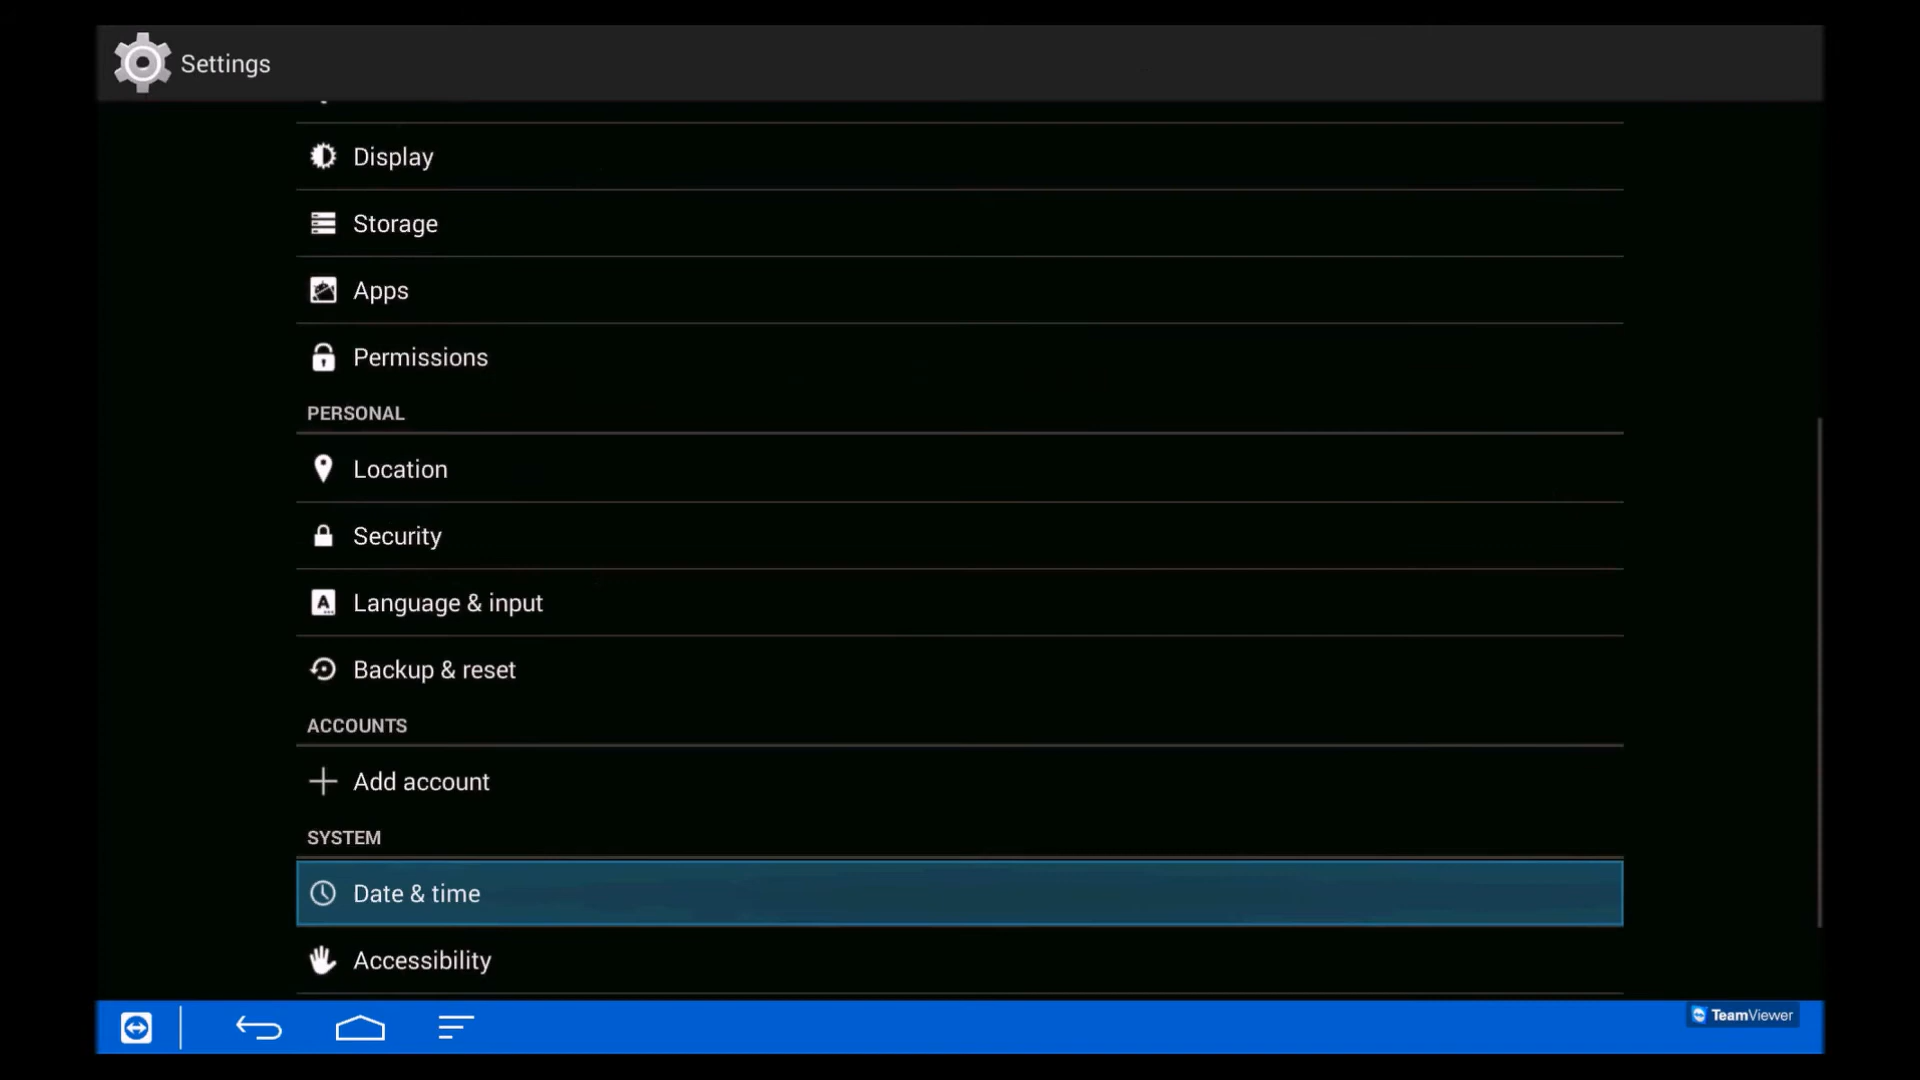 Settings
Display
Storage
Apps
Permissions
PERSONAL
Location
Security
Language & input
Backup & reset
ACCOUNTS
Add account
SYSTEM
Date & time
Accessibility
TeamViewer